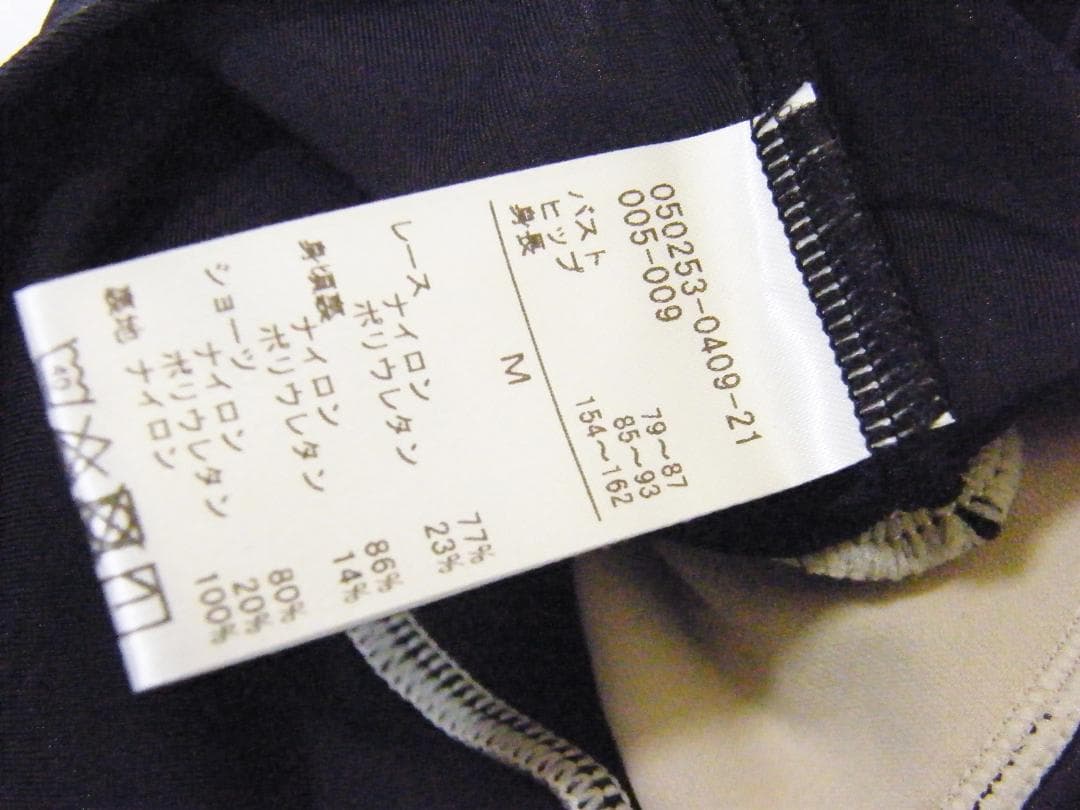 050253-0409-21
005-009
バスト 79〜87
ヒップ 85〜93
身長 154〜162
M
レース
ナイロン 77%
ポリウレタン 23%
ナイロン 86%
ポリウレタン 14%
ショーツ
ナイロン 80%
ポリウレタン 20%
裏地 ナイロン 100%
40